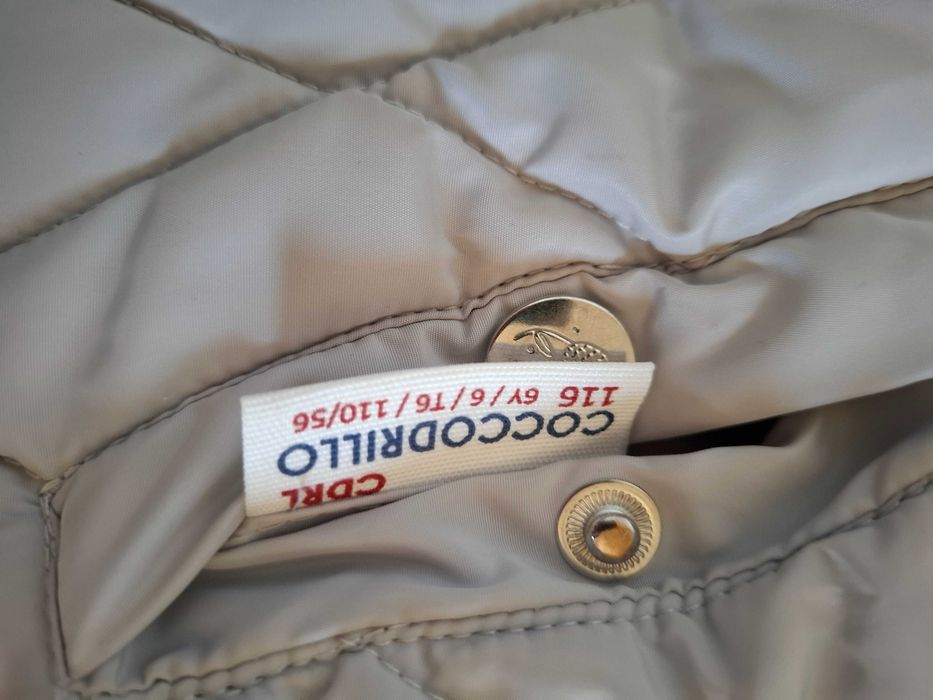 CDRL
COCCODRILLO
116 6Y / 6 / T6 / 110/56